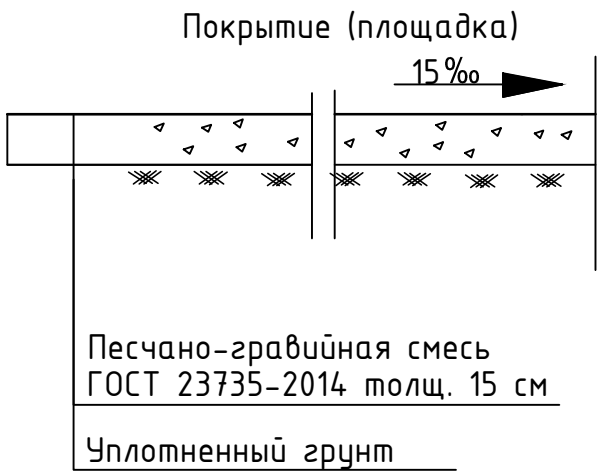 Покрытие (площадка)
15‰
Песчано-гравийная смесь
ГОСТ 23735-2014 толщ. 15 см
Уплотненный грунт